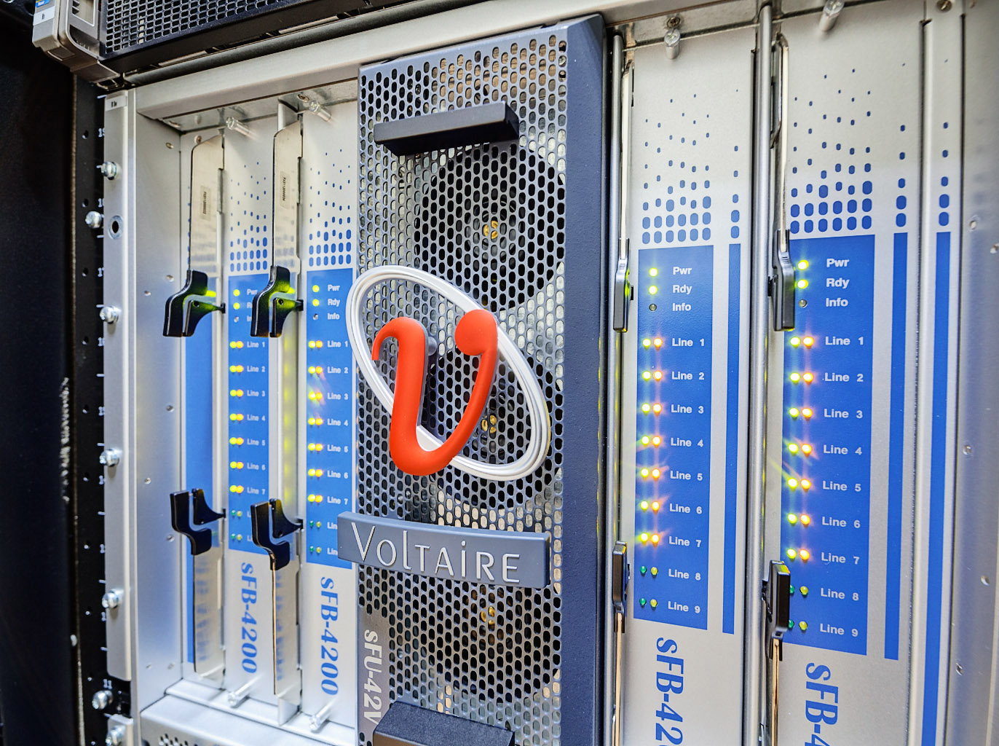 Pwr
Line 1
Line 2
Line 3
Line 4
Line 5
Line 6
Line 7
sFB-4200
Pwr
Rdy
Info
Line 1
Line 2
Line 3
Line 4
Line 5
Line 6
Line 7
sFB-4200
VOLTAiRE
sFU-42V
Pwr
Rdy
Info
Line 1
Line 2
Line 3
Line 4
Line 5
Line 6
Line 7
Line 8
Line 9
sFB-42
Pwr
Rdy
Info
Line 1
Line 2
Line 3
Line 4
Line 5
Line 6
Line 7
Line 8
Line 9
sFB-4